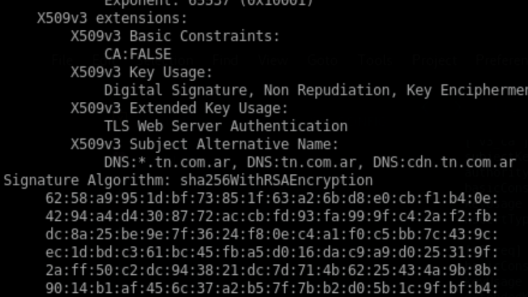 Exponent: 65537 (0x10001)
X509v3 extensions:
X509v3 Basic Constraints:
CA:FALSE
X509v3 Key Usage:
Digital Signature, Non Repudiation, Key Encipherme
X509v3 Extended Key Usage:
TLS Web Server Authentication
X509v3 Subject Alternative Name:
DNS:*.tn.com.ar, DNS:tn.com.ar, DNS:cdn.tn.com.ar
Signature Algorithm: sha256WithRSAEncryption
62:58:a9:95:1d:bf:73:85:1f:63:a2:6b:d8:e0:cb:f1:b4:0e:
42:94:a4:d4:30:87:72:ac:cb:fd:93:fa:99:9f:c4:2a:f2:fb:
dc:8a:25:be:9e:7f:36:24:f8:0e:c4:a1:f0:c5:bb:7c:43:9c:
ec:1d:bd:c3:61:bc:45:fb:a5:d0:16:da:c9:a9:d0:25:31:9f:
2a:ff:50:c2:dc:94:38:21:dc:7d:71:4b:62:25:43:4a:9b:8b:
90:14:b1:af:45:6c:37:a2:b5:7f:7b:b2:d0:5b:1c:9f:bf:b4: